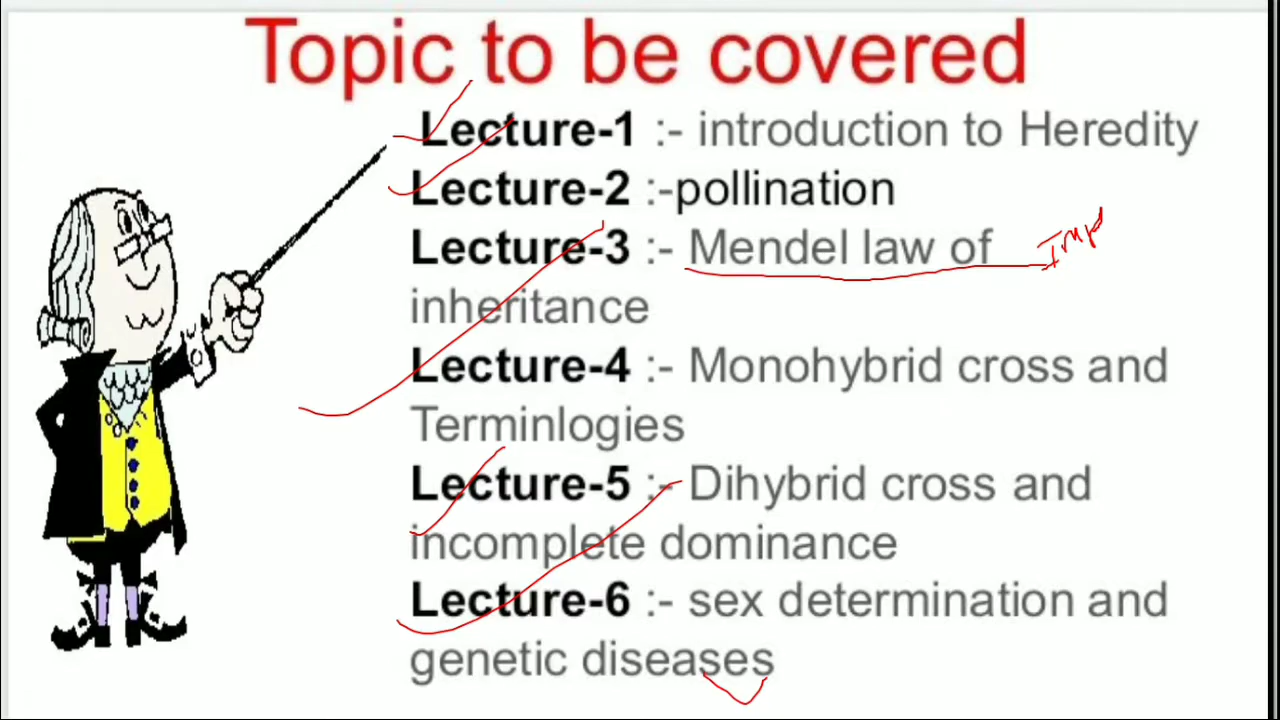 Topic to be covered
Lecture-1 :- introduction to Heredity
Lecture-2 :-pollination
Lecture-3 :- Mendel law of Imp
inheritance
Lecture-4 :- Monohybrid cross and
Terminlogies
Lecture-5 :- Dihybrid cross and
incomplete dominance
Lecture-6 :- sex determination and
genetic diseases